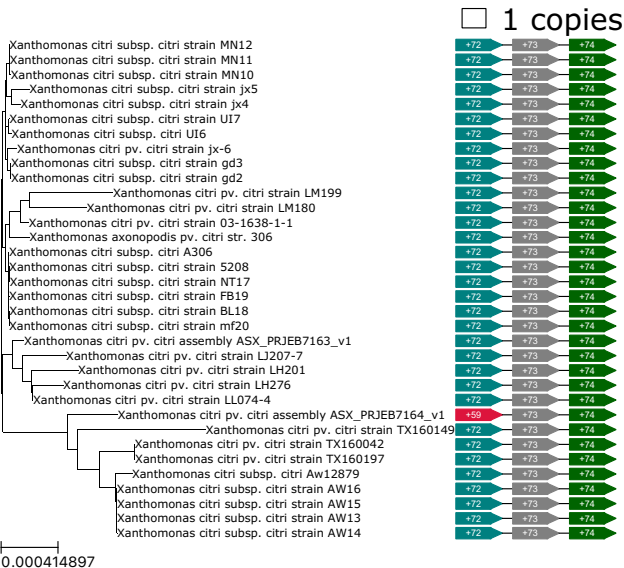 1 copies
Xanthomonas citri subsp. citri strain MN12 +72 +73 +74
Xanthomonas citri subsp. citri strain MN11 +72 +73 +74
Xanthomonas citri subsp. citri strain MN10 +72 +73 +74
Xanthomonas citri subsp. citri strain jx5 +72 +73 +74
Xanthomonas citri subsp. citri strain jx4 +72 +73 +74
Xanthomonas citri subsp. citri strain UI7 +72 +73 +74
Xanthomonas citri subsp. citri UI6 +72 +73 +74
Xanthomonas citri pv. citri strain jx-6 +72 +73 +74
Xanthomonas citri subsp. citri strain gd3 +72 +73 +74
Xanthomonas citri subsp. citri strain gd2 +72 +73 +74
Xanthomonas citri pv. citri strain LM199 +72 +73 +74
Xanthomonas citri pv. citri strain LM180 +72 +73 +74
Xanthomonas citri pv. citri strain 03-1638-1-1 +72 +73 +74
Xanthomonas axonopodis pv. citri str. 306 +72 +73 +74
Xanthomonas citri subsp. citri A306 +72 +73 +74
Xanthomonas citri subsp. citri strain 5208 +72 +73 +74
Xanthomonas citri subsp. citri strain NT17 +72 +73 +74
Xanthomonas citri subsp. citri strain FB19 +72 +73 +74
Xanthomonas citri subsp. citri strain BL18 +72 +73 +74
Xanthomonas citri subsp. citri strain mf20 +72 +73 +74
Xanthomonas citri pv. citri assembly ASX_PRJEB7163_v1 +72 +73 +74
Xanthomonas citri pv. citri strain LJ207-7 +72 +73 +74
Xanthomonas citri pv. citri strain LH201 +72 +73 +74
Xanthomonas citri pv. citri strain LH276 +72 +73 +74
Xanthomonas citri pv. citri strain LL074-4 +72 +73 +74
Xanthomonas citri pv. citri assembly ASX_PRJEB7164_v1 +59 +73 +74
Xanthomonas citri pv. citri strain TX160149 +72 +73 +74
Xanthomonas citri pv. citri strain TX160042 +72 +73 +74
Xanthomonas citri pv. citri strain TX160197 +72 +73 +74
Xanthomonas citri subsp. citri Aw12879 +72 +73 +74
Xanthomonas citri subsp. citri strain AW16 +72 +73 +74
Xanthomonas citri subsp. citri strain AW15 +72 +73 +74
Xanthomonas citri subsp. citri strain AW13 +72 +73 +74
Xanthomonas citri subsp. citri strain AW14 +72 +73 +74
0.000414897